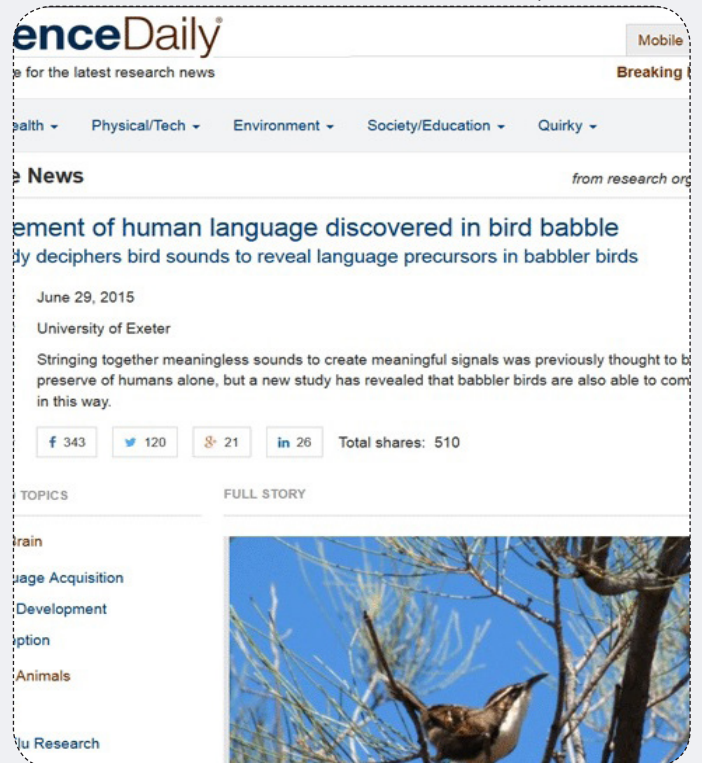 enceDaily
Mobile
e for the latest research news
Breaking
ealth
Physical/Tech
Environment
Society/Education
Quirky
e News
from research org
ement of human language discovered in bird babble
dy deciphers bird sounds to reveal language precursors in babbler birds
June 29, 2015
University of Exeter
Stringing together meaningless sounds to create meaningful signals was previously thought to b
preserve of humans alone, but a new study has revealed that babbler birds are also able to com
in this way.
f 343
120
8+ 21
in 26
Total shares: 510
TOPICS
FULL STORY
rain
uage Acquisition
Development
ption
Animals
lu Research